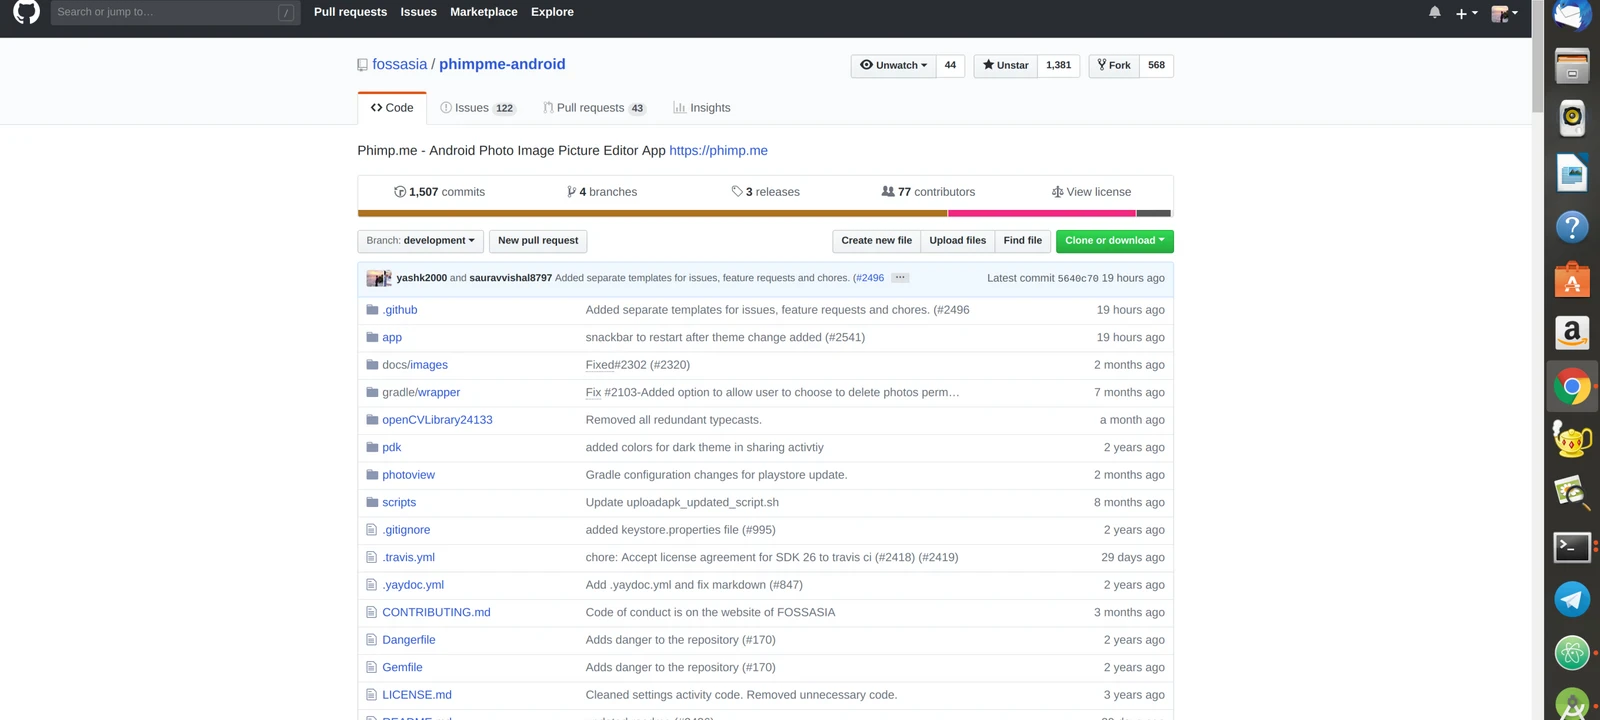 Search or jump to… / Pull requests Issues Marketplace Explore
fossasia / phimpme-android Unwatch 44 Unstar 1,381 Fork 568
Code Issues 122 Pull requests 43 Insights
Phimp.me - Android Photo Image Picture Editor App https://phimp.me
1,507 commits 4 branches 3 releases 77 contributors View license
Branch: development New pull request Create new file Upload files Find file Clone or download
yashk2000 and sauravvishal8797 Added separate templates for issues, feature requests and chores. (#2496 … Latest commit 5640c70 19 hours ago
.github Added separate templates for issues, feature requests and chores. (#2496 19 hours ago
app snackbar to restart after theme change added (#2541) 19 hours ago
docs/images Fixed#2302 (#2320) 2 months ago
gradle/wrapper Fix #2103-Added option to allow user to choose to delete photos perm… 7 months ago
openCVLibrary24133 Removed all redundant typecasts. a month ago
pdk added colors for dark theme in sharing activtiy 2 years ago
photoview Gradle configuration changes for playstore update. 2 months ago
scripts Update uploadapk_updated_script.sh 8 months ago
.gitignore added keystore.properties file (#995) 2 years ago
.travis.yml chore: Accept license agreement for SDK 26 to travis ci (#2418) (#2419) 29 days ago
.yaydoc.yml Add .yaydoc.yml and fix markdown (#847) 2 years ago
CONTRIBUTING.md Code of conduct is on the website of FOSSASIA 3 months ago
Dangerfile Adds danger to the repository (#170) 2 years ago
Gemfile Adds danger to the repository (#170) 2 years ago
LICENSE.md Cleaned settings activity code. Removed unnecessary code. 3 years ago